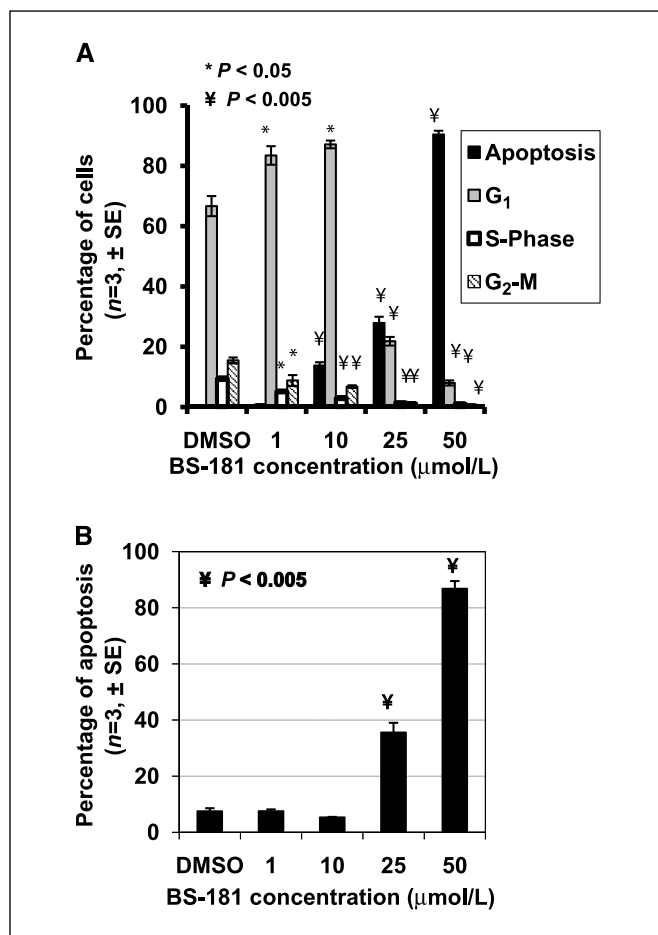 A
* P < 0.05
¥ P < 0.005
100
80
60
40
20
0
Percentage of cells
(n=3, ± SE)
* * ¥ ¥
¥ ¥
* * ¥ ¥ ¥¥ ¥ ¥ ¥
Apoptosis
G₁
S-Phase
G₂-M
DMSO 1 10 25 50
BS-181 concentration (μmol/L)
B
¥ P < 0.005
100
80
60
40
20
0
Percentage of apoptosis
(n=3, ± SE)
¥ ¥
DMSO 1 10 25 50
BS-181 concentration (μmol/L)